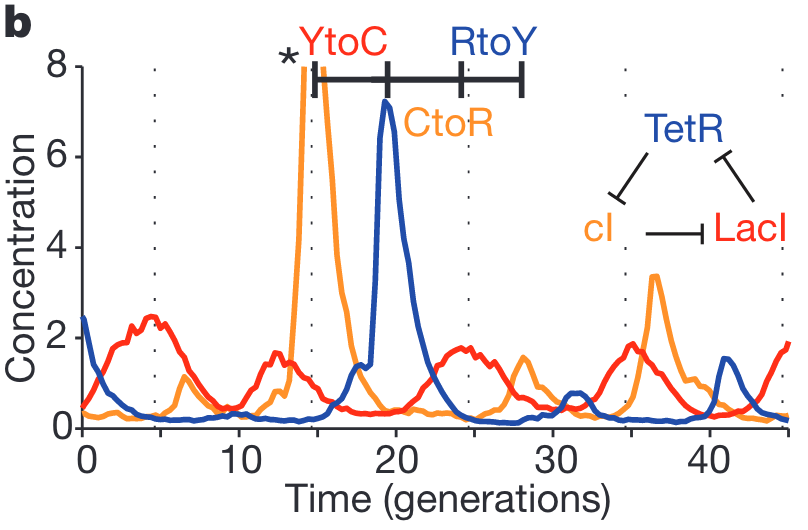 b
* YtoC RtoY
CtoR
Concentration
8
6
4
2
0
TetR
cI LacI
0 10 20 30 40
Time (generations)